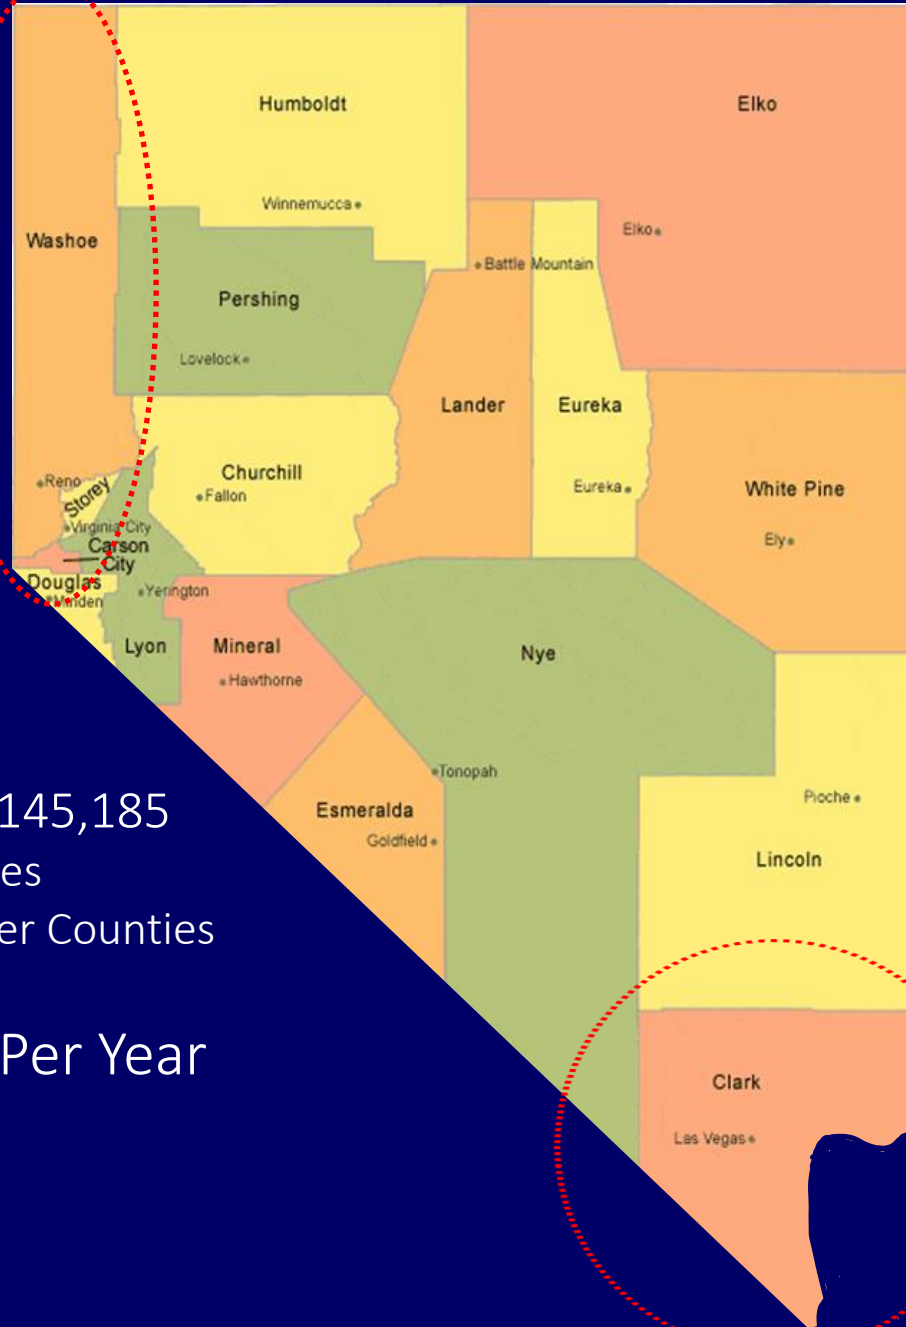 Humboldt
Elko
Winnemucca
Elko
Washoe
Battle Mountain
Pershing
Lovelock
Lander
Eureka
Churchill
Reno
Fallon
Eureka
White Pine
Storey
Virginia City
Ely
Carson
City
Douglas
Minden
Yerington
Lyon
Mineral
Nye
Hawthorne
Tonopah
Pioche
145,185
Esmeralda
Goldfield
Lincoln
es
er Counties
Per Year
Clark
Las Vegas